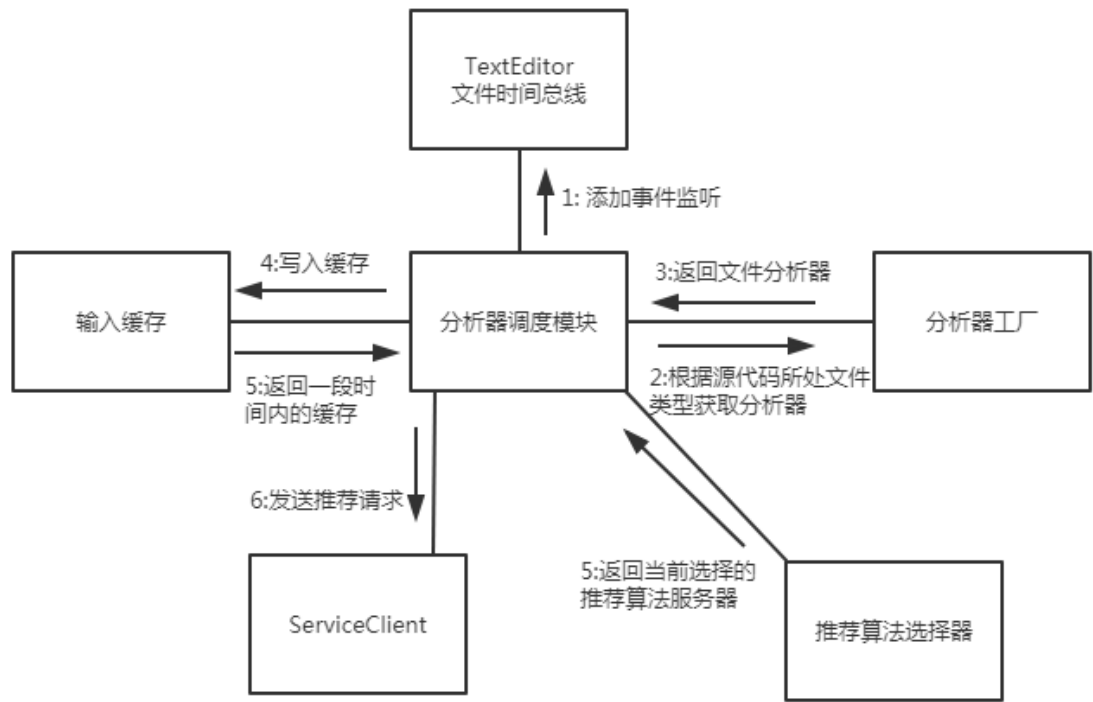 TextEditor
文件时间总线
1: 添加事件监听
4:写入缓存
3:返回文件分析器
输入缓存
分析器调度模块
分析器工厂
5:返回一段时
间内的缓存
2:根据源代码所处文件
类型获取分析器
6:发送推荐请求
5:返回当前选择的
推荐算法服务器
ServiceClient
推荐算法选择器